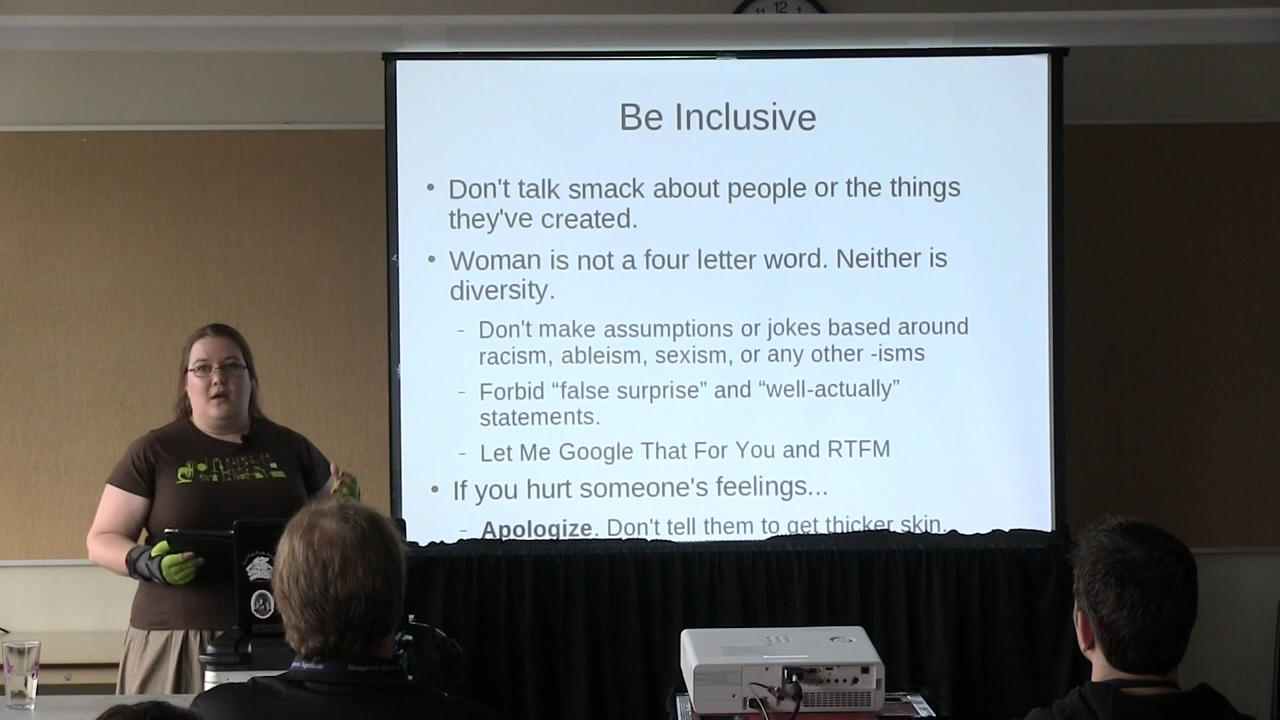 11 12 1
Be Inclusive
• Don't talk smack about people or the things
they've created.
• Woman is not a four letter word. Neither is
diversity.
– Don't make assumptions or jokes based around
racism, ableism, sexism, or any other -isms
– Forbid “false surprise” and “well-actually”
statements.
– Let Me Google That For You and RTFM
• If you hurt someone's feelings...
– Apologize. Don't tell them to get thicker skin.